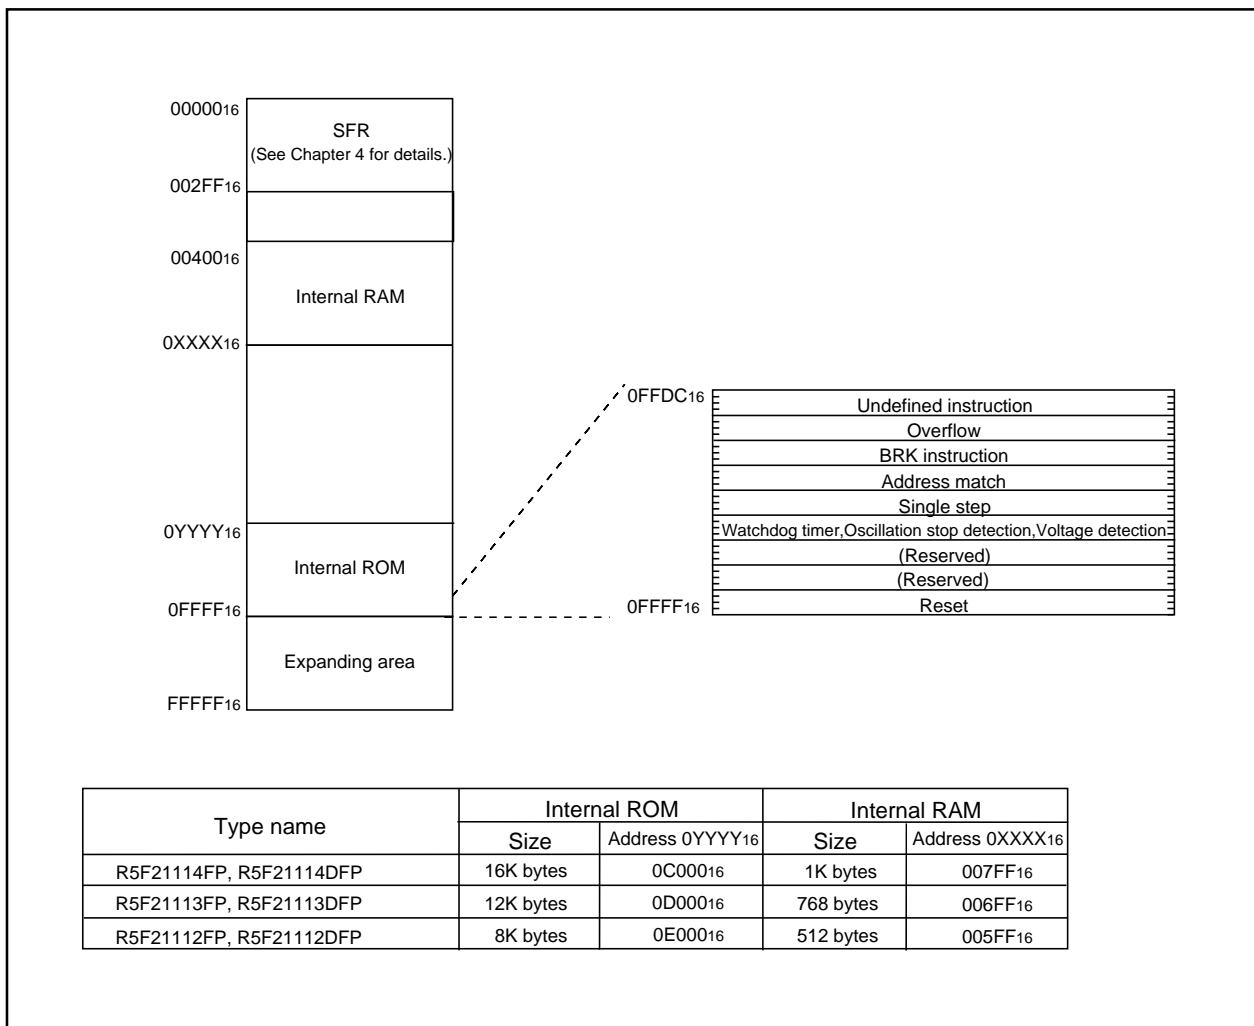 0000016
SFR
(See Chapter 4 for details.)
002FF16
0040016
Internal RAM
0XXXX16
0YYYY16
Internal ROM
0FFFF16
Expanding area
FFFFF16
0FFDC16
Undefined instruction
Overflow
BRK instruction
Address match
Single step
Watchdog timer,Oscillation stop detection,Voltage detection
(Reserved)
(Reserved)
0FFFF16 Reset
Type name Internal ROM Internal RAM
Size Address 0YYYY16 Size Address 0XXXX16
R5F21114FP, R5F21114DFP 16K bytes 0C00016 1K bytes 007FF16
R5F21113FP, R5F21113DFP 12K bytes 0D00016 768 bytes 006FF16
R5F21112FP, R5F21112DFP 8K bytes 0E00016 512 bytes 005FF16